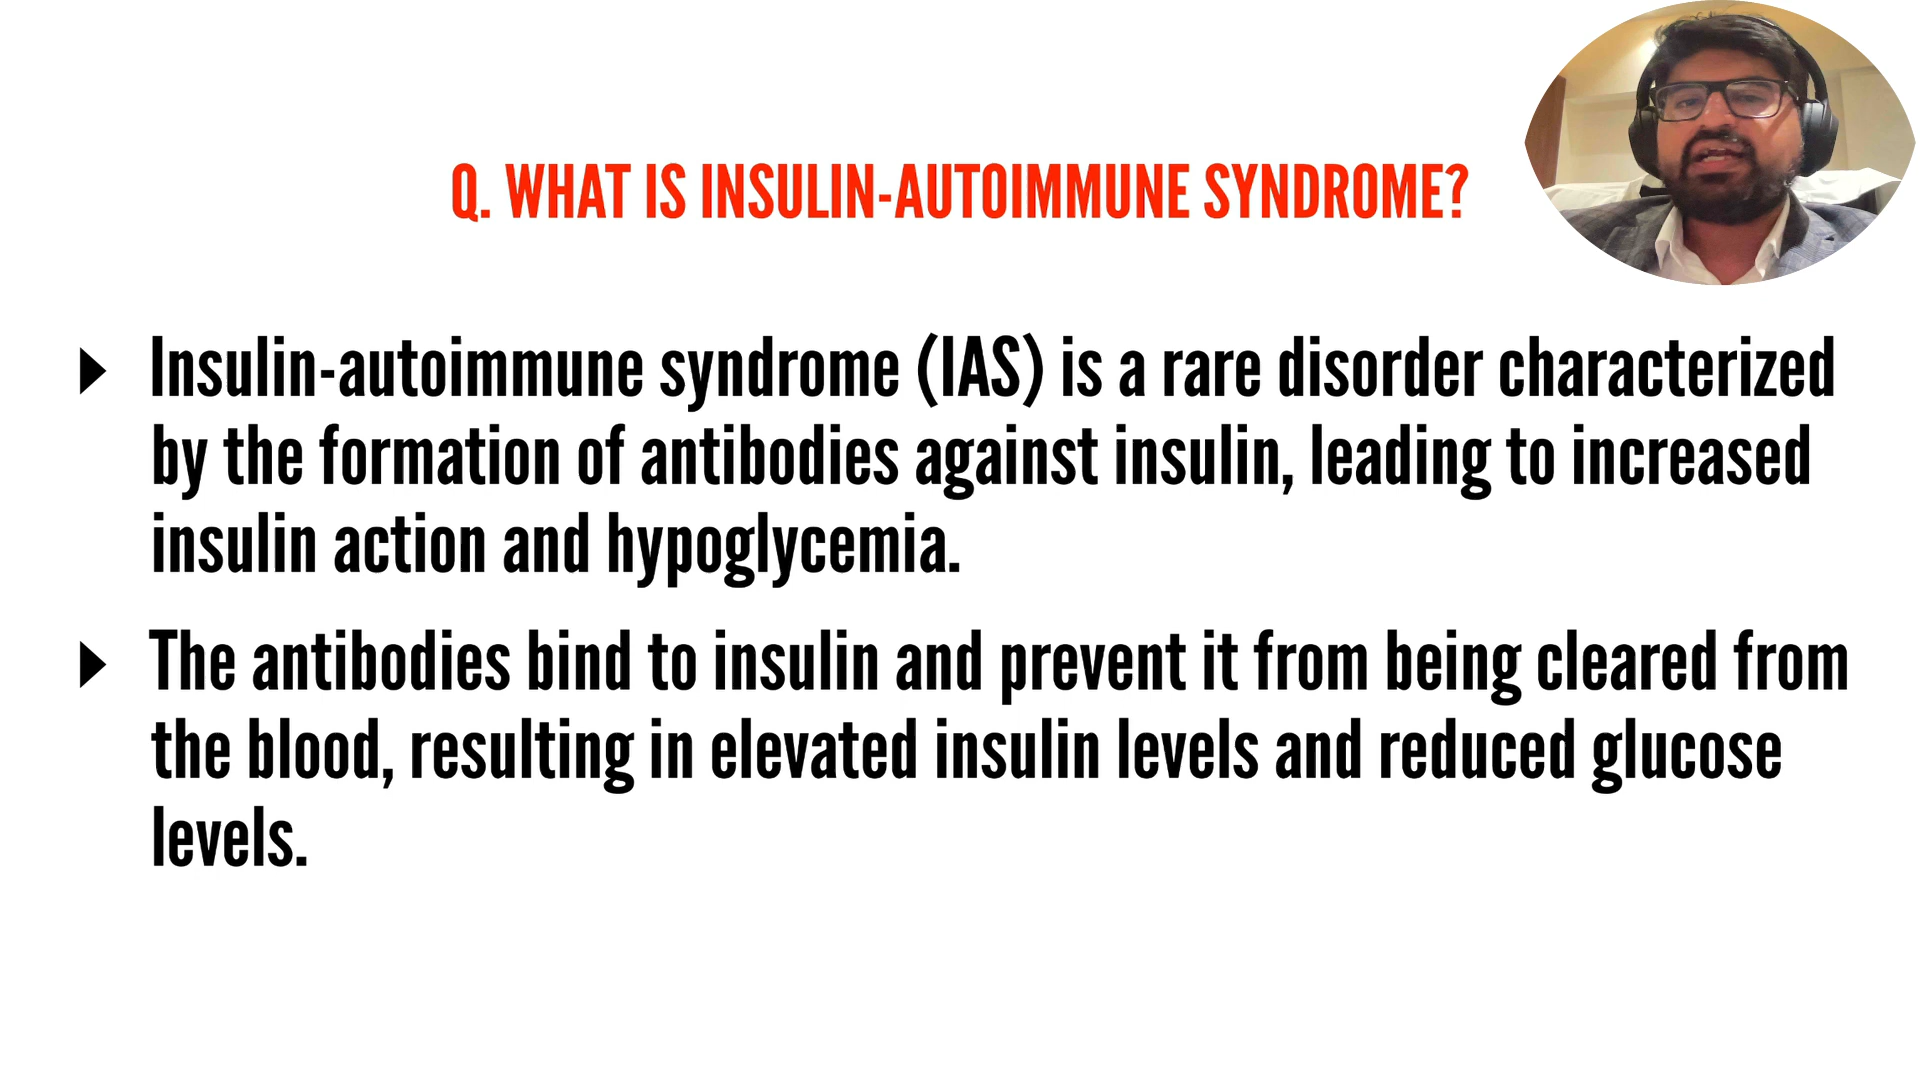 Q. WHAT IS INSULIN-AUTOIMMUNE SYNDROME?
Insulin-autoimmune syndrome (IAS) is a rare disorder characterized
by the formation of antibodies against insulin, leading to increased
insulin action and hypoglycemia.
The antibodies bind to insulin and prevent it from being cleared from
the blood, resulting in elevated insulin levels and reduced glucose
levels.